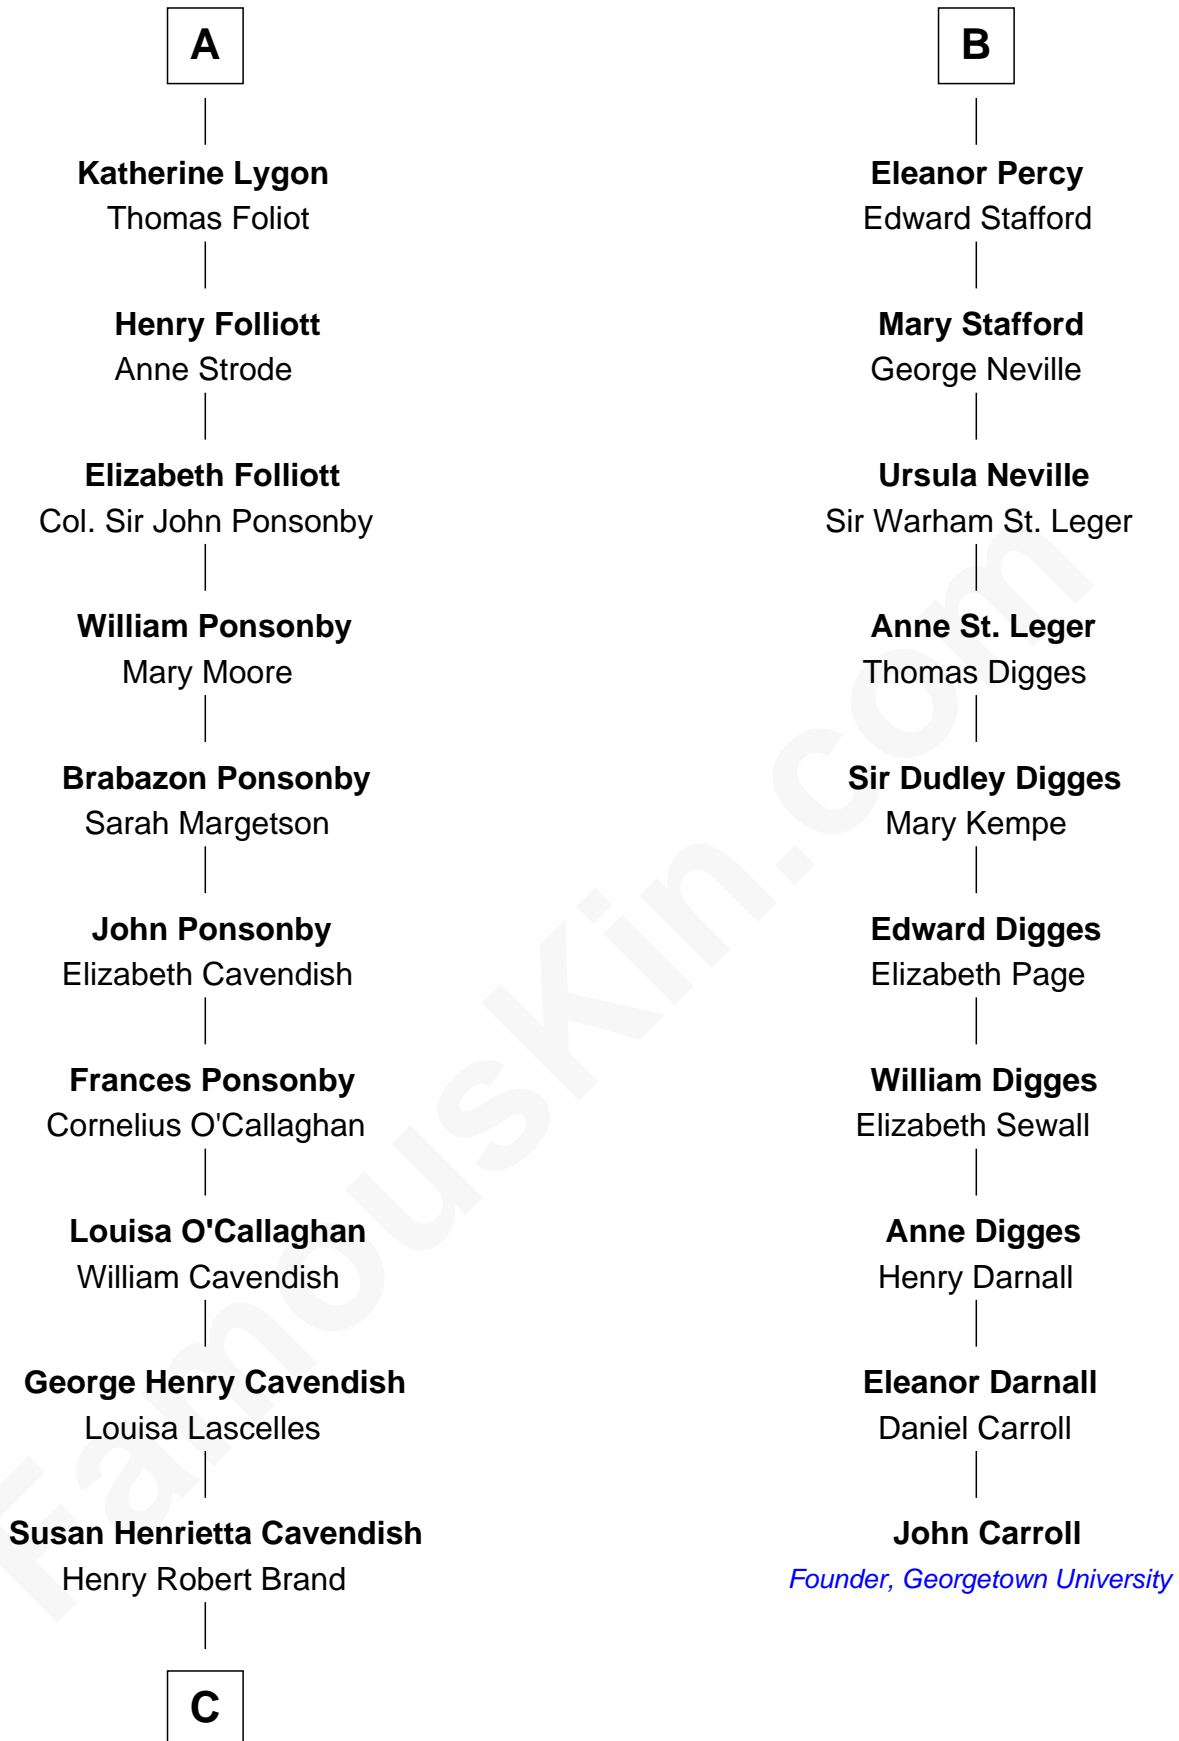 A
Katherine Lygon
Thomas Foliot
Henry Folliott
Anne Strode
Elizabeth Folliott
Col. Sir John Ponsonby
William Ponsonby
Mary Moore
Brabazon Ponsonby
Sarah Margetson
John Ponsonby
Elizabeth Cavendish
Frances Ponsonby
Cornelius O'Callaghan
Louisa O'Callaghan
William Cavendish
George Henry Cavendish
Louisa Lascelles
Susan Henrietta Cavendish
Henry Robert Brand
C
B
Eleanor Percy
Edward Stafford
Mary Stafford
George Neville
Ursula Neville
Sir Warham St. Leger
Anne St. Leger
Thomas Digges
Sir Dudley Digges
Mary Kempe
Edward Digges
Elizabeth Page
William Digges
Elizabeth Sewall
Anne Digges
Henry Darnall
Eleanor Darnall
Daniel Carroll
John Carroll
Founder, Georgetown University
FamousKin.com